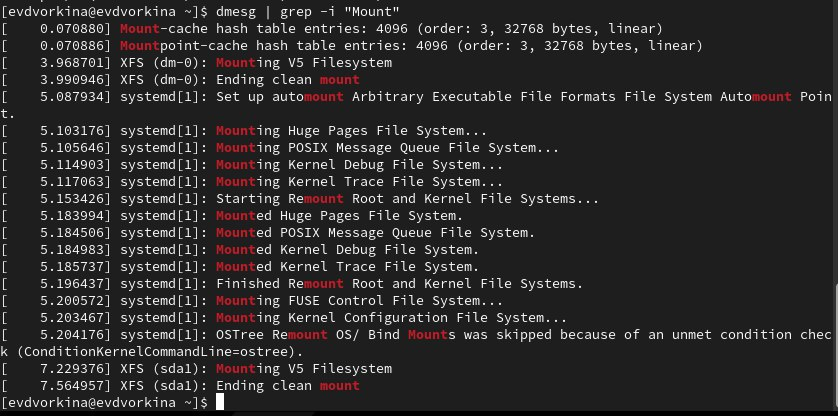 [evdvorkina@evdvorkina ~]$ dmesg | grep -i "Mount"
[    0.070880] Mount-cache hash table entries: 4096 (order: 3, 32768 bytes, linear)
[    0.070886] Mountpoint-cache hash table entries: 4096 (order: 3, 32768 bytes, linear)
[    3.968701] XFS (dm-0): Mounting V5 Filesystem
[    3.990946] XFS (dm-0): Ending clean mount
[    5.087934] systemd[1]: Set up automount Arbitrary Executable File Formats File System Automount Poin
t.
[    5.103176] systemd[1]: Mounting Huge Pages File System...
[    5.105646] systemd[1]: Mounting POSIX Message Queue File System...
[    5.114903] systemd[1]: Mounting Kernel Debug File System...
[    5.117063] systemd[1]: Mounting Kernel Trace File System...
[    5.153426] systemd[1]: Starting Remount Root and Kernel File Systems...
[    5.183994] systemd[1]: Mounted Huge Pages File System.
[    5.184506] systemd[1]: Mounted POSIX Message Queue File System.
[    5.184983] systemd[1]: Mounted Kernel Debug File System.
[    5.185737] systemd[1]: Mounted Kernel Trace File System.
[    5.196437] systemd[1]: Finished Remount Root and Kernel File Systems.
[    5.200572] systemd[1]: Mounting FUSE Control File System...
[    5.203467] systemd[1]: Mounting Kernel Configuration File System...
[    5.204176] systemd[1]: OSTree Remount OS/ Bind Mounts was skipped because of an unmet condition chec
k (ConditionKernelCommandLine=ostree).
[    7.229376] XFS (sda1): Mounting V5 Filesystem
[    7.564957] XFS (sda1): Ending clean mount
[evdvorkina@evdvorkina ~]$